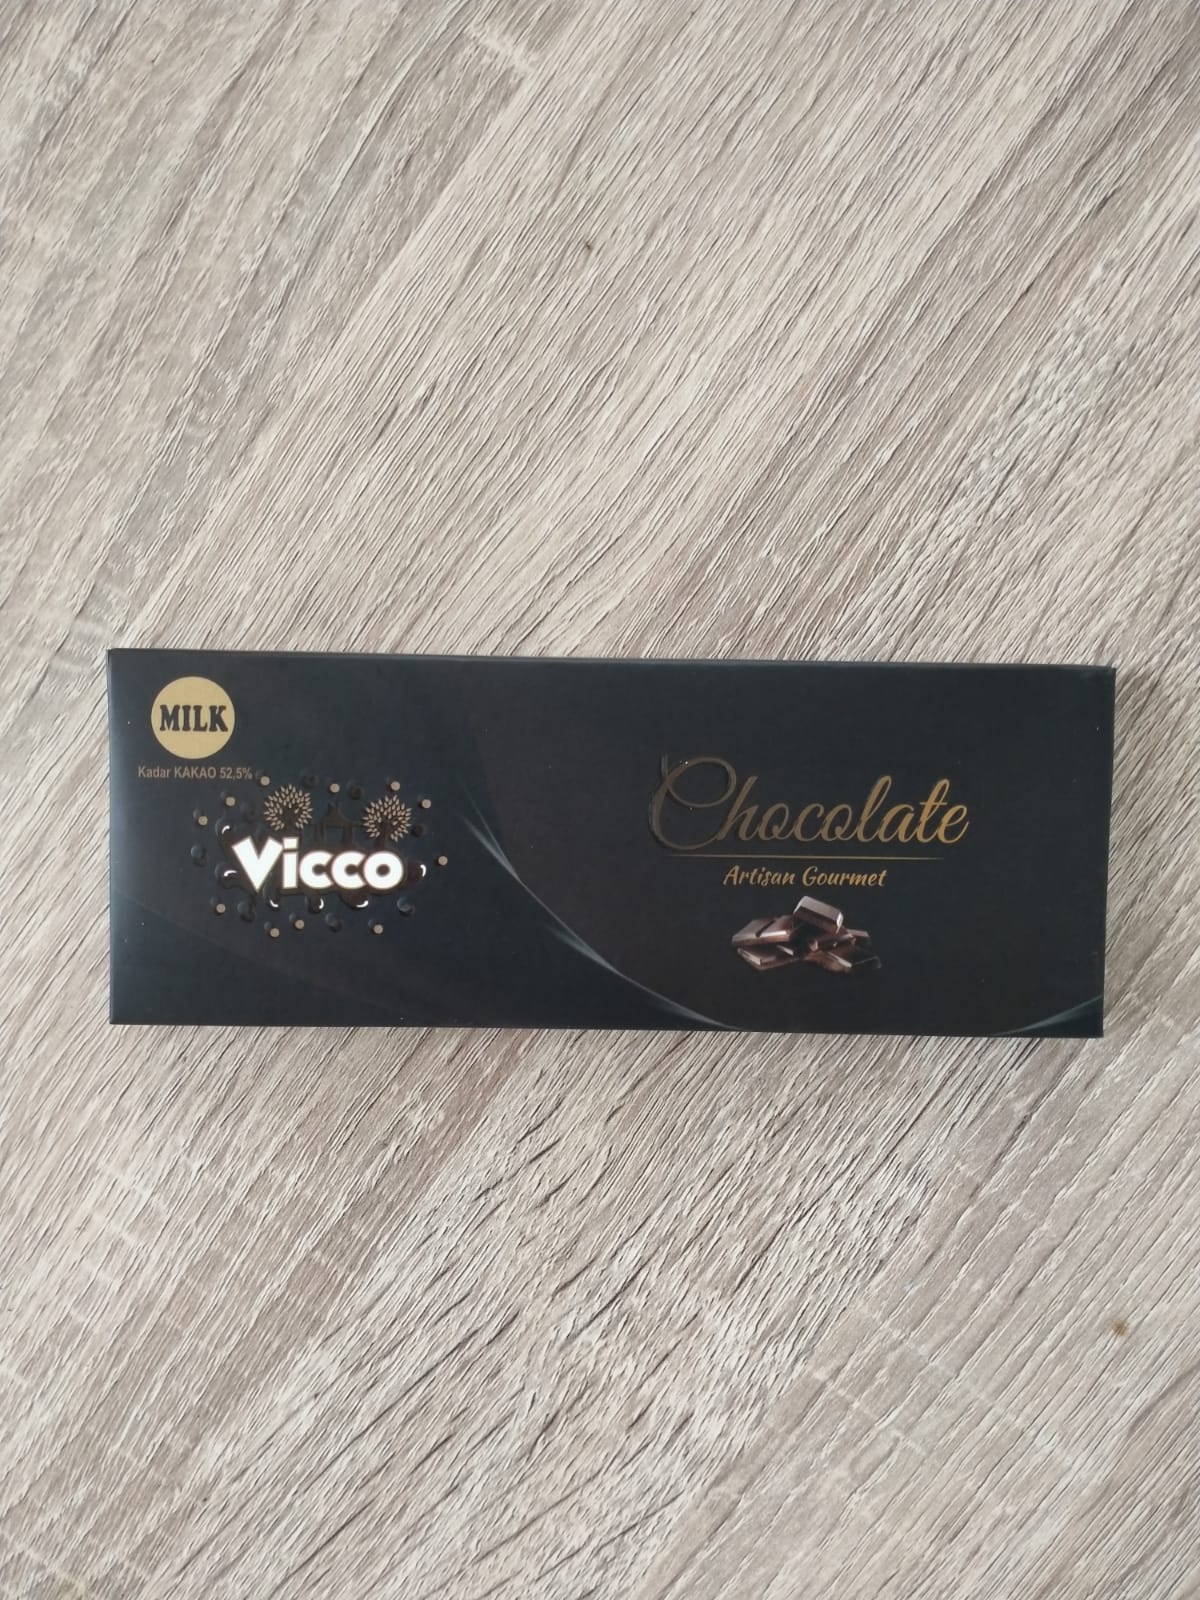 MILK
Kadar KAKAO 52,5%
Vicco
Chocolate
Artisan Gourmet